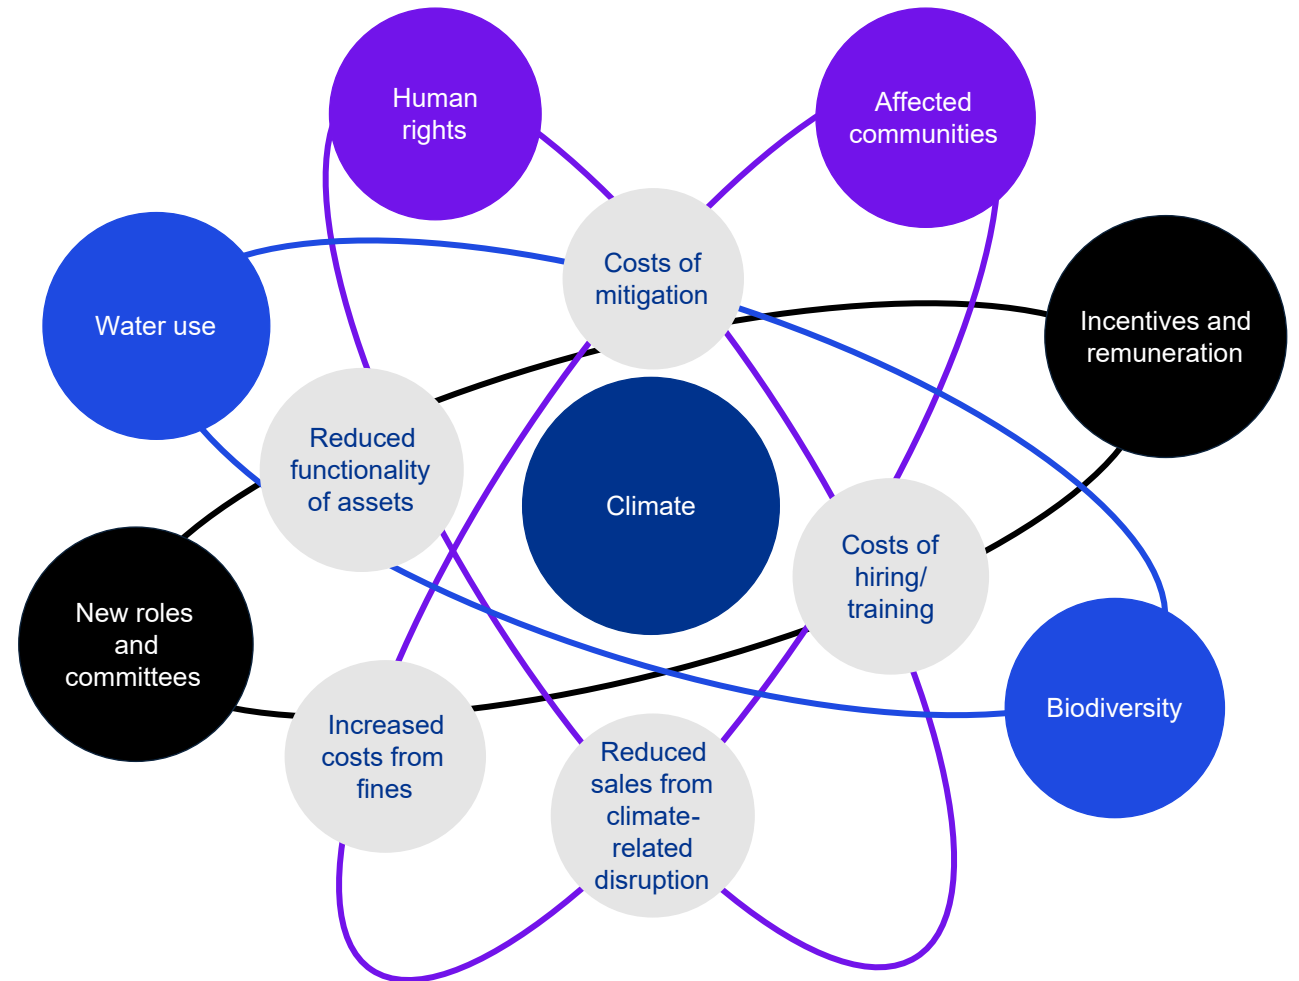 Human
rights
Affected
communities
Costs of
mitigation
Water use
Incentives and
remuneration
Reduced
functionality
of assets
Climate
Costs of
hiring/
training
New roles
and
committees
Biodiversity
Increased
costs from
fines
Reduced
sales from
climate-
related
disruption